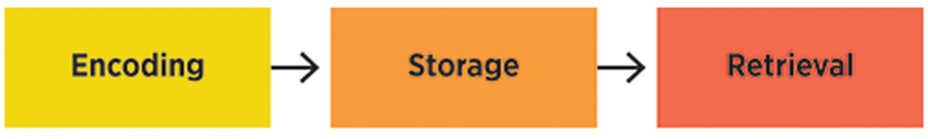 Encoding
Storage
Retrieval